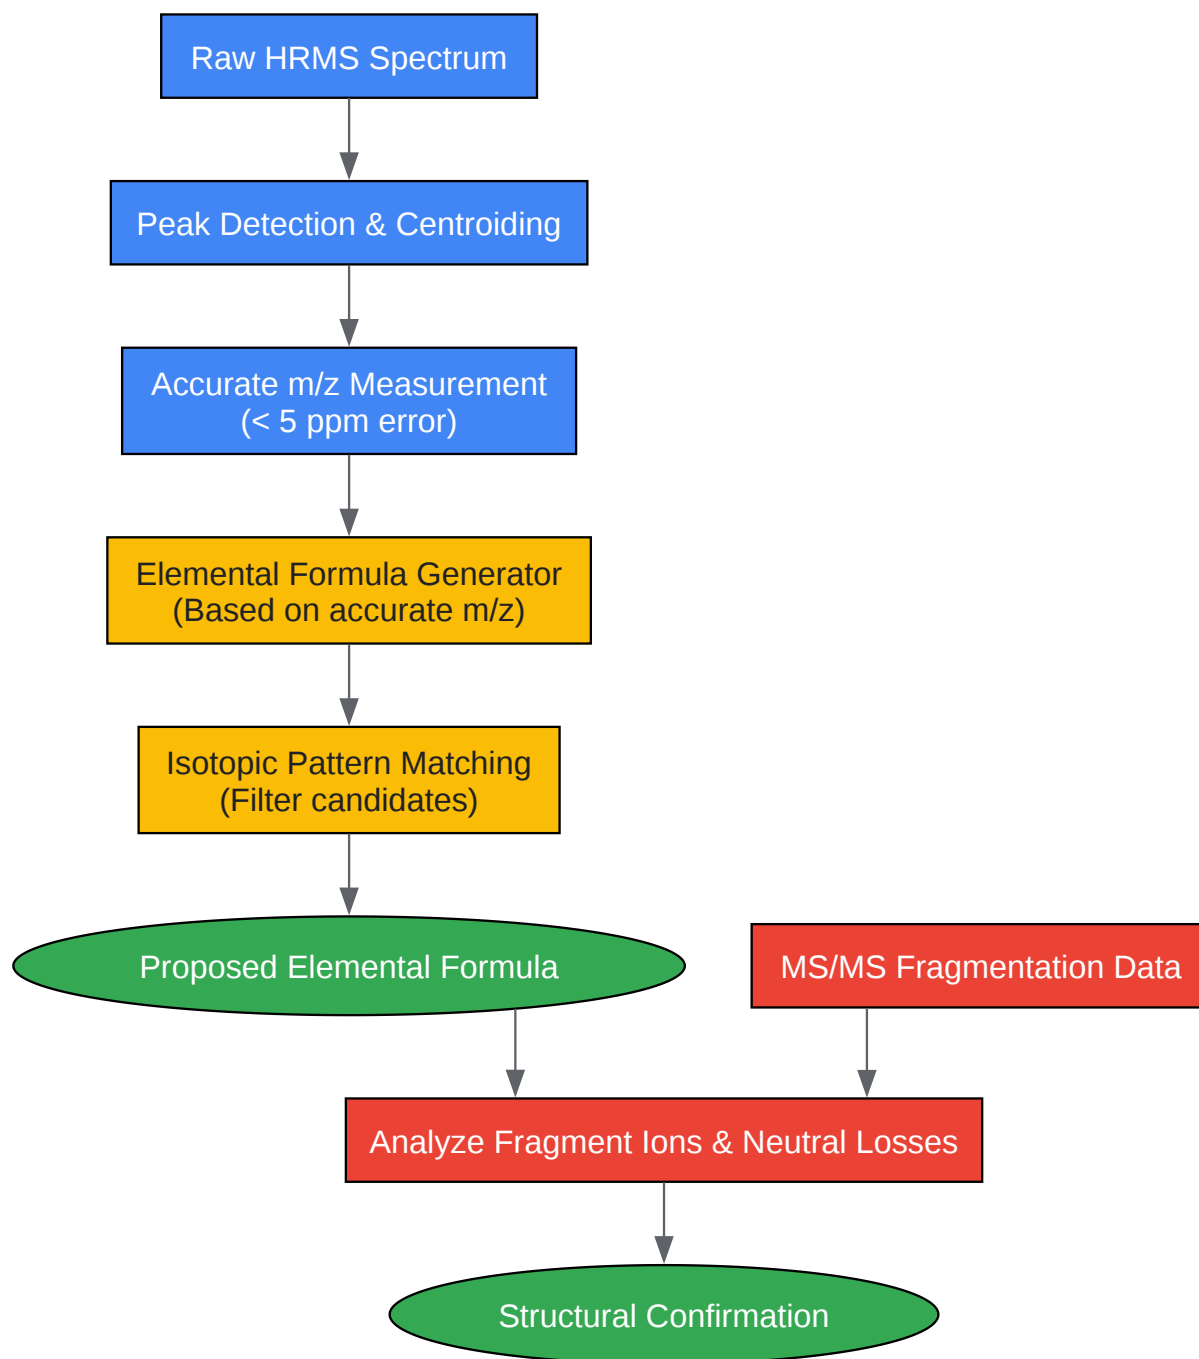 Raw HRMS Spectrum
Peak Detection & Centroiding
Accurate m/z Measurement
(< 5 ppm error)
Elemental Formula Generator
(Based on accurate m/z)
Isotopic Pattern Matching
(Filter candidates)
Proposed Elemental Formula
MS/MS Fragmentation Data
Analyze Fragment Ions & Neutral Losses
Structural Confirmation